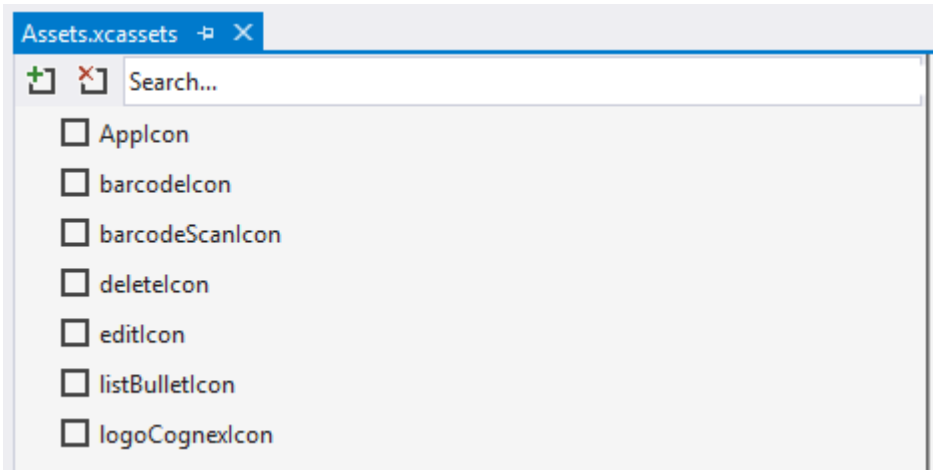 Assets.xcassets
Search...
AppIcon
barcodeIcon
barcodeScanIcon
deleteIcon
editIcon
listBulletIcon
logoCognexIcon